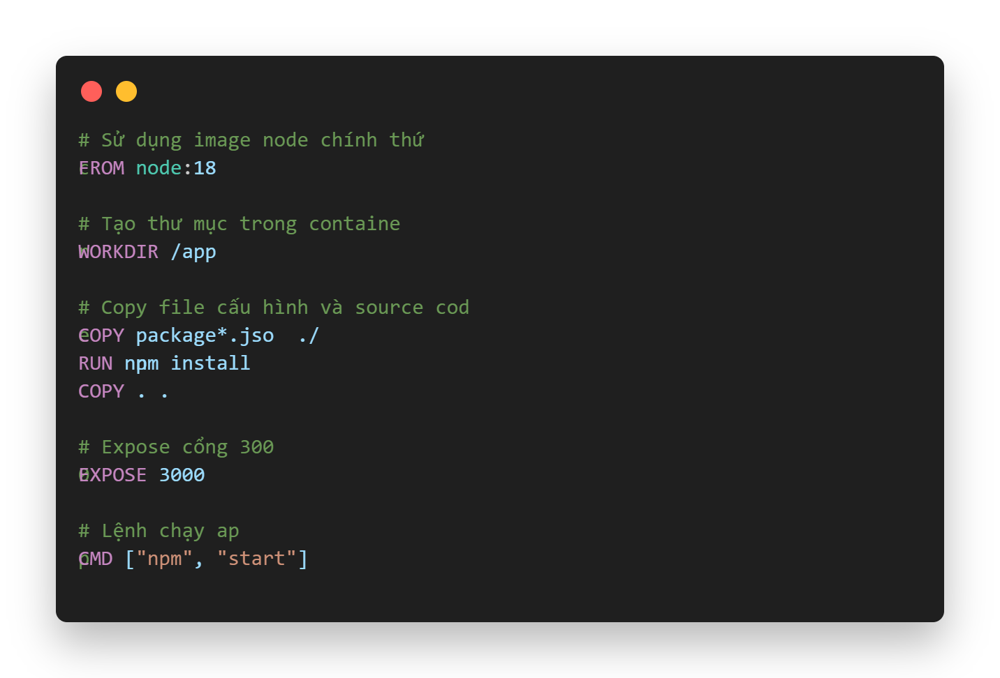 # Sử dụng image node chính thứ
FROM node:18
# Tạo thư mục trong containe
WORKDIR /app
# Copy file cấu hình và source cod
COPY package*.jso  ./
RUN npm install
COPY . .
# Expose cổng 300
EXPOSE 3000
# Lệnh chạy ap
CMD ["npm", "start"]